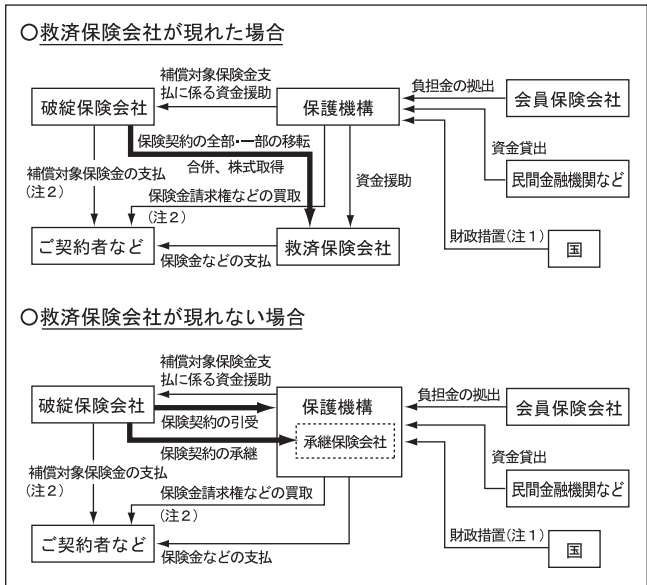 ○救済保険会社が現れた場合
補償対象保険金支
払に係る資金援助
負担金の拠出
破綻保険会社
保護機構
会員保険会社
保険契約の全部・一部の移転
合併、株式取得
資金貸出
補償対象保険金の支払
(注2)
資金援助
民間金融機関など
保険金請求権などの買取
(注2)
財政措置(注1)
ご契約者など
救済保険会社
国
保険金などの支払
○救済保険会社が現れない場合
補償対象保険金支
払に係る資金援助
負担金の拠出
破綻保険会社
保護機構
会員保険会社
保険契約の引受
承継保険会社
保険契約の承継
資金貸出
補償対象保険金の支払
(注2)
民間金融機関など
保険金請求権などの買取
(注2)
財政措置(注1)
ご契約者など
国
保険金などの支払